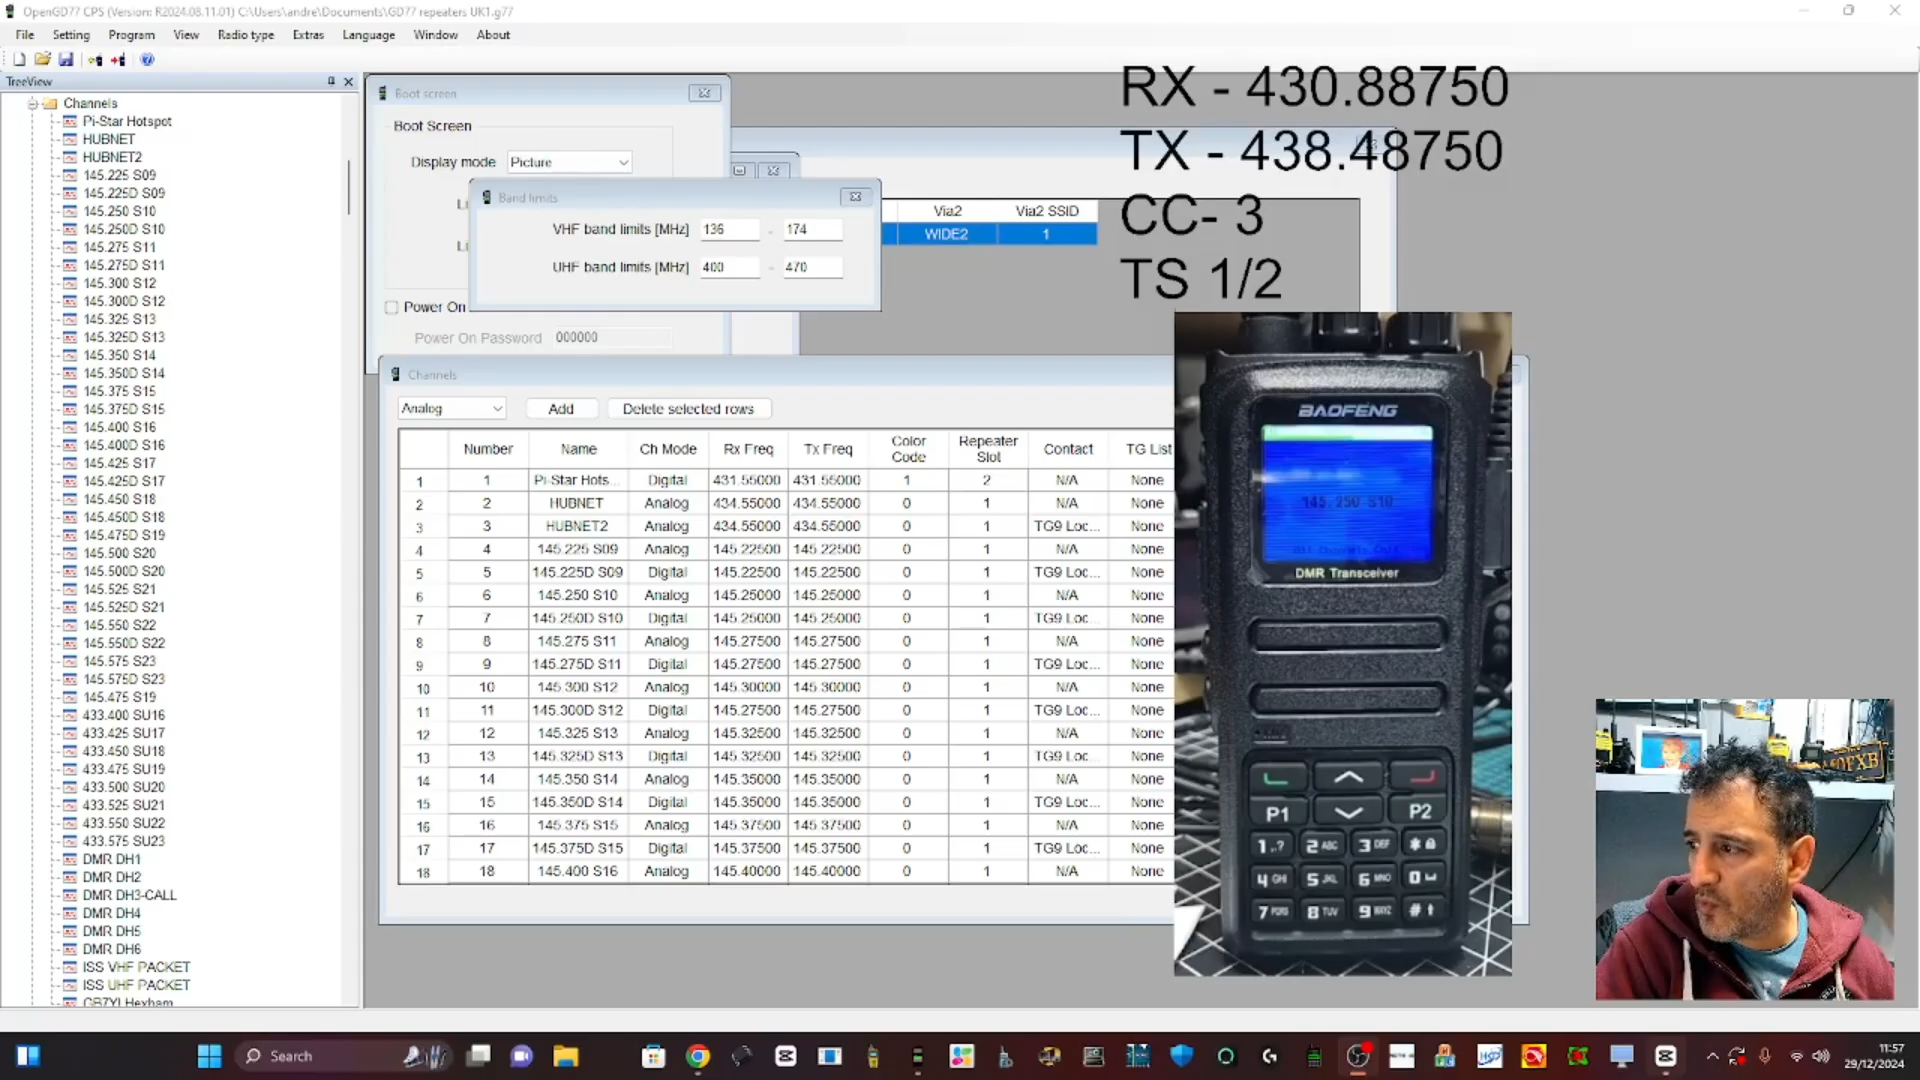 OpenGD77 CPS (Version: R2024.08.11.01) C:\Users\andre\Documents\GD77 repeaters UK1.g77
File Setting Program View Radio type Extras Language Window About
TreeView
Channels
Pi-Star Hotspot
HUBNET
HUBNET2
145.225 S09
145.225D S09
145.250 S10
145.250D S10
145.275 S11
145.275D S11
145.300 S12
145.300D S12
145.325 S13
145.325D S13
145.350 S14
145.350D S14
145.375 S15
145.375D S15
145.400 S16
145.400D S16
145.425 S17
145.425D S17
145.450 S18
145.450D S18
145.475D S19
145.500 S20
145.500D S20
145.525 S21
145.525D S21
145.550 S22
145.550D S22
145.575 S23
145.575D S23
145.475 S19
433.400 SU16
433.425 SU17
433.450 SU18
433.475 SU19
433.500 SU20
433.525 SU21
433.550 SU22
433.575 SU23
DMR DH1
DMR DH2
DMR DH3-CALL
DMR DH4
DMR DH5
DMR DH6
ISS VHF PACKET
ISS UHF PACKET
GB7YI Hexham
Boot screen
Boot Screen
Display mode Picture
Li
Li
Power On
Power On Password 000000
Band limits
VHF band limits [MHz] 136 - 174
UHF band limits [MHz] 400 - 470
Via2 Via2 SSID
WIDE2 1
RX - 430.88750
TX - 438.48750
CC- 3
TS 1/2
Channels
Analog Add Delete selected rows
Number Name Ch Mode Rx Freq Tx Freq Color Code Repeater Slot Contact TG List
1 1 Pi-Star Hots... Digital 431.55000 431.55000 1 2 N/A None
2 2 HUBNET Analog 434.55000 434.55000 0 1 N/A None
3 3 HUBNET2 Analog 434.55000 434.55000 0 1 TG9 Loc... None
4 4 145.225 S09 Analog 145.22500 145.22500 0 1 N/A None
5 5 145.225D S09 Digital 145.22500 145.22500 0 1 TG9 Loc... None
6 6 145.250 S10 Analog 145.25000 145.25000 0 1 N/A None
7 7 145.250D S10 Digital 145.25000 145.25000 0 1 TG9 Loc... None
8 8 145.275 S11 Analog 145.27500 145.27500 0 1 N/A None
9 9 145.275D S11 Digital 145.27500 145.27500 0 1 TG9 Loc... None
10 10 145.300 S12 Analog 145.30000 145.30000 0 1 N/A None
11 11 145.300D S12 Digital 145.27500 145.27500 0 1 TG9 Loc... None
12 12 145.325 S13 Analog 145.32500 145.32500 0 1 N/A None
13 13 145.325D S13 Digital 145.32500 145.32500 0 1 TG9 Loc... None
14 14 145.350 S14 Analog 145.35000 145.35000 0 1 N/A None
15 15 145.350D S14 Digital 145.35000 145.35000 0 1 TG9 Loc... None
16 16 145.375 S15 Analog 145.37500 145.37500 0 1 N/A None
17 17 145.375D S15 Digital 145.37500 145.37500 0 1 TG9 Loc... None
18 18 145.400 S16 Analog 145.40000 145.40000 0 1 N/A None
BAOFENG
145.250 S10
DMR Transceiver
P1 P2
1 2 ABC 3 DEF *
4 GHI 5 JKL 6 MNO 0
7 PQRS 8 TUV 9 WXYZ #
Search
11:57
29/12/2024